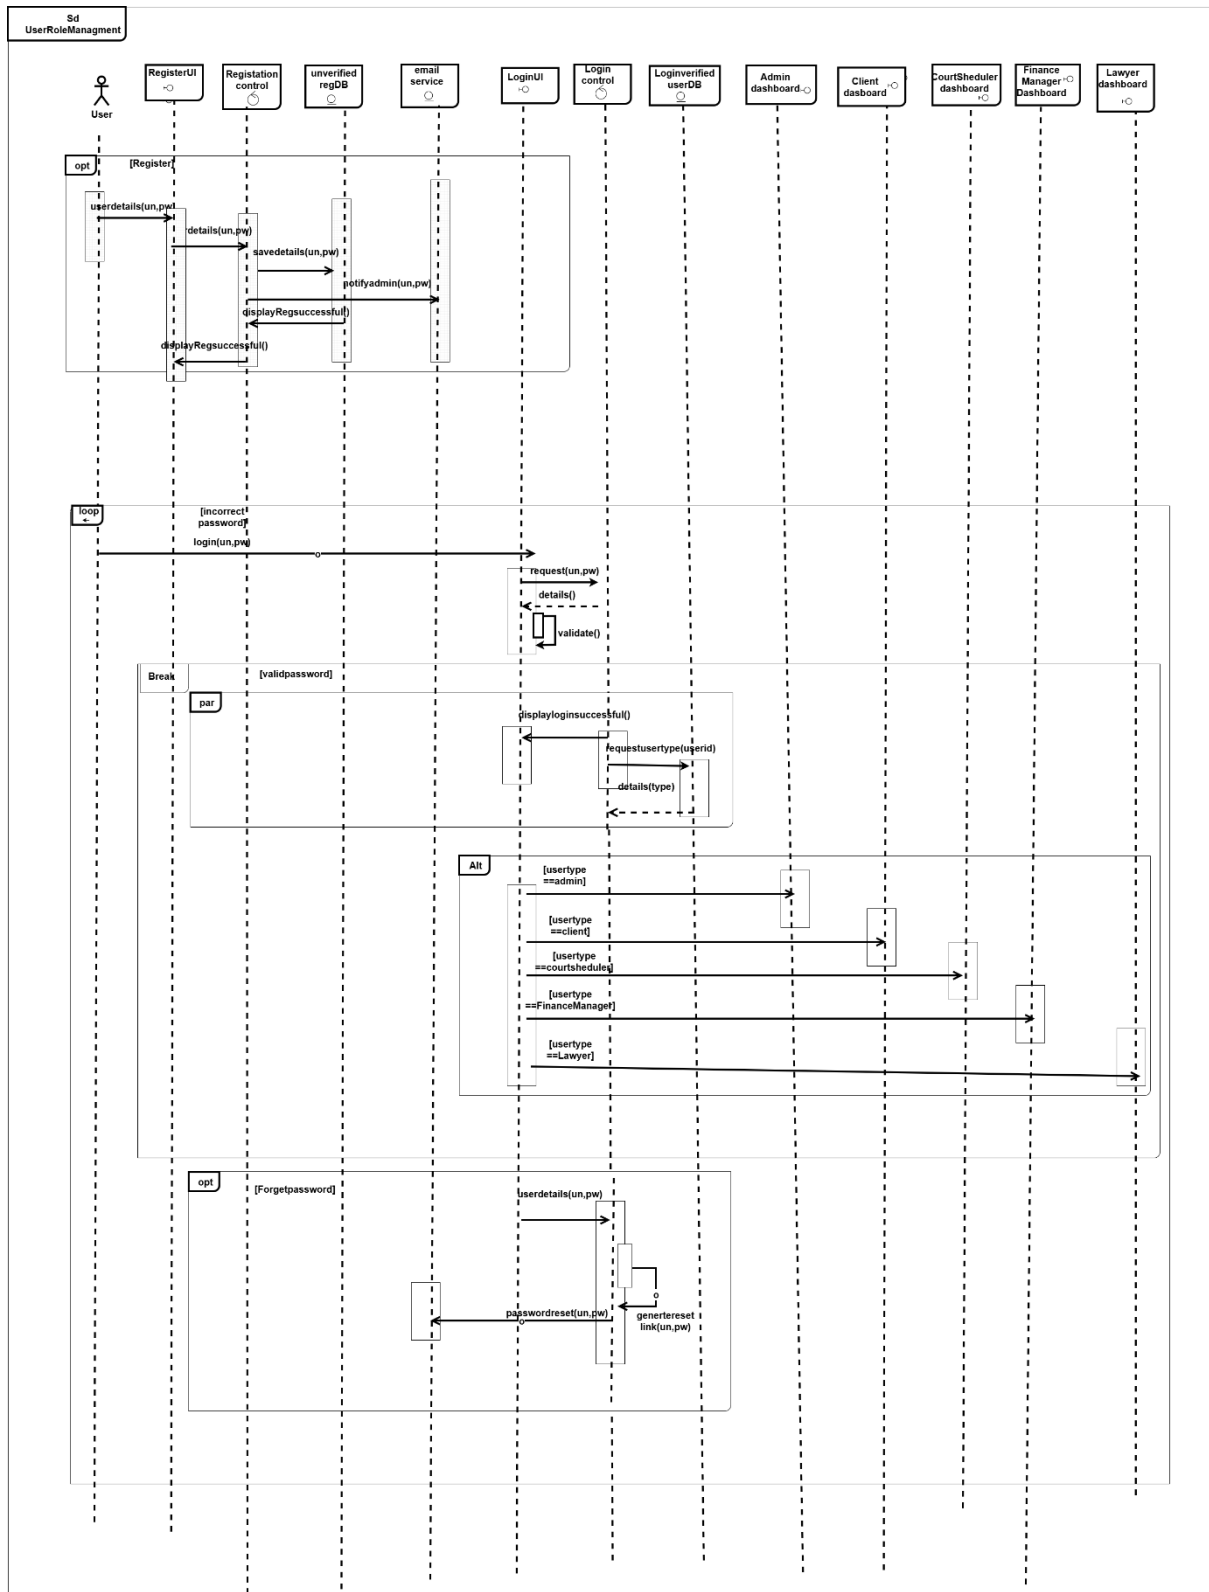 Sd
UserRoleManagment
User
RegisterUI
Registation
control
unverified
regDB
email
service
LoginUI
Login
control
Loginverified
userDB
Admin
dashboard
Client
dasboard
CourtSheduler
dashboard
Finance
Manager
Dashboard
Lawyer
dashboard
opt
[Register]
userdetails(un,pw
rdetails(un,pw)
savedetails(un,pw)
notifyadmin(un,pw)
displayRegsuccessful()
displayRegsuccessful()
loop
[incorrect
password]
login(un,pw)
o
request(un,pw)
details()
validate()
Break
[validpassword]
par
displayloginsuccessful()
requestusertype(userid)
details(type)
Alt
[usertype
==admin]
[usertype
==client]
[usertype
==courtsheduler]
[usertype
==FinanceManager]
[usertype
==Lawyer]
opt
[Forgetpassword]
userdetails(un,pw)
o
passwordreset(un,pw)
o
genertereset
link(un,pw)